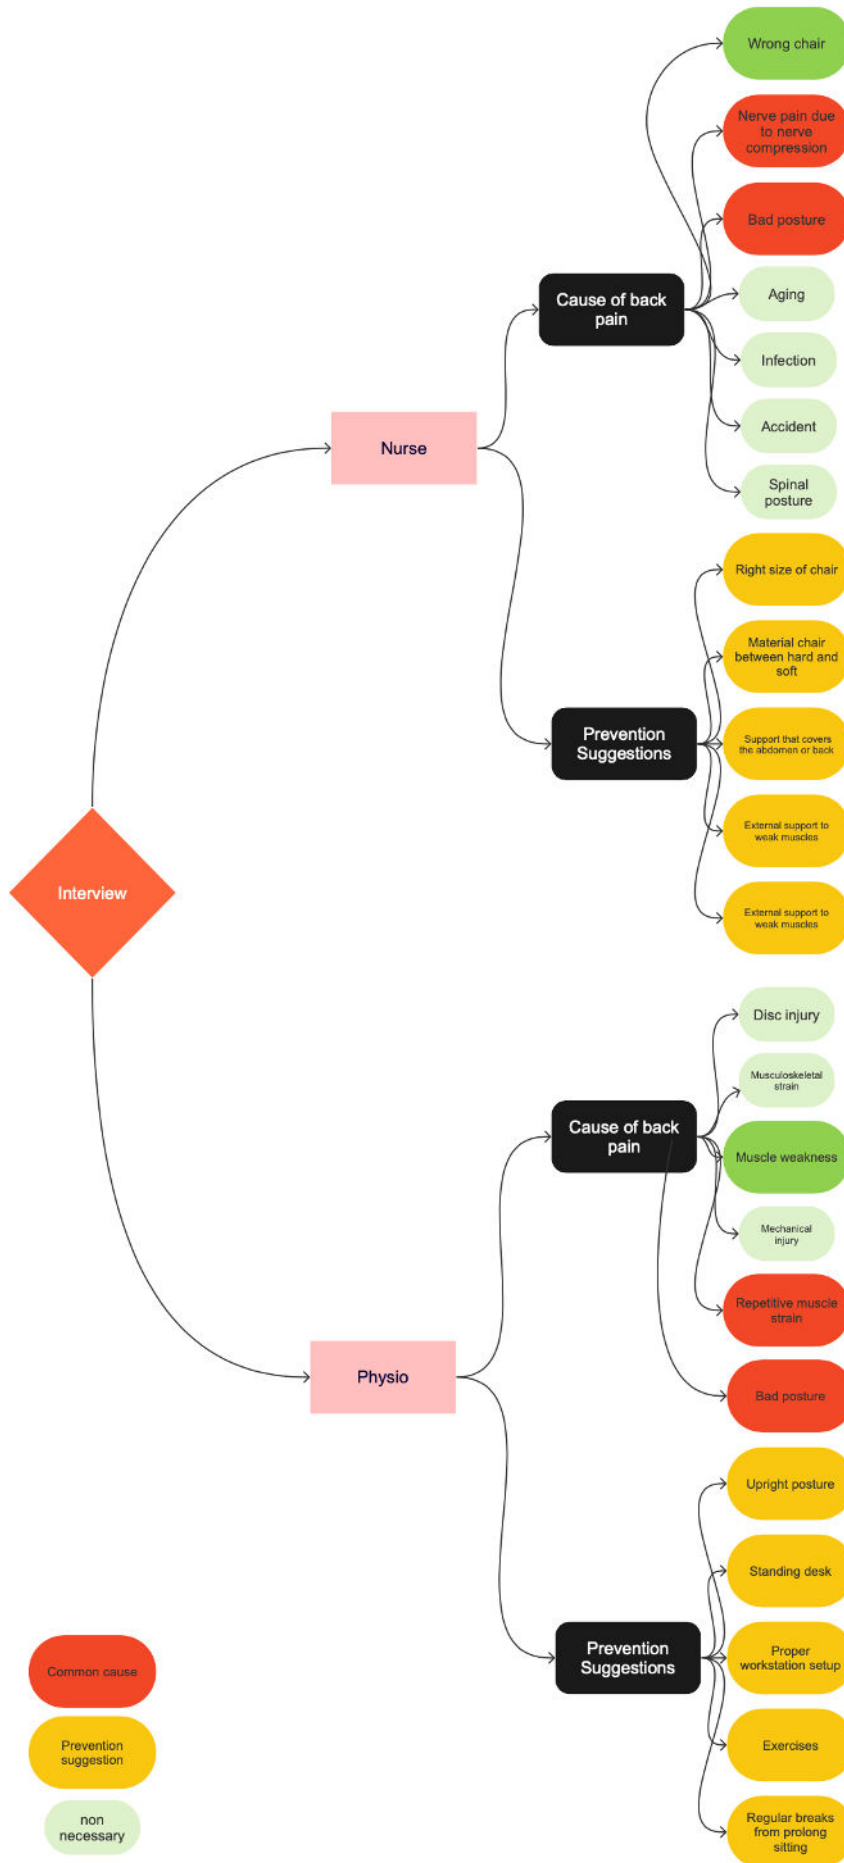 Wrong chair
Nerve pain due
to nerve
compression
Bad posture
Aging
Cause of back
pain
Infection
Accident
Nurse
Spinal
posture
Right size of chair
Material chair
between hard and
soft
Prevention
Suggestions
Support that covers
the abdomen or back
External support to
weak muscles
Interview
External support to
weak muscles
Disc injury
Musculoskeletal
strain
Cause of back
pain
Muscle weakness
Mechanical
injury
Repetitive muscle
strain
Physio
Bad posture
Upright posture
Standing desk
Prevention
Suggestions
Proper
workstation setup
Exercises
Regular breaks
from prolong
sitting
Common cause
Prevention
suggestion
non
necessary